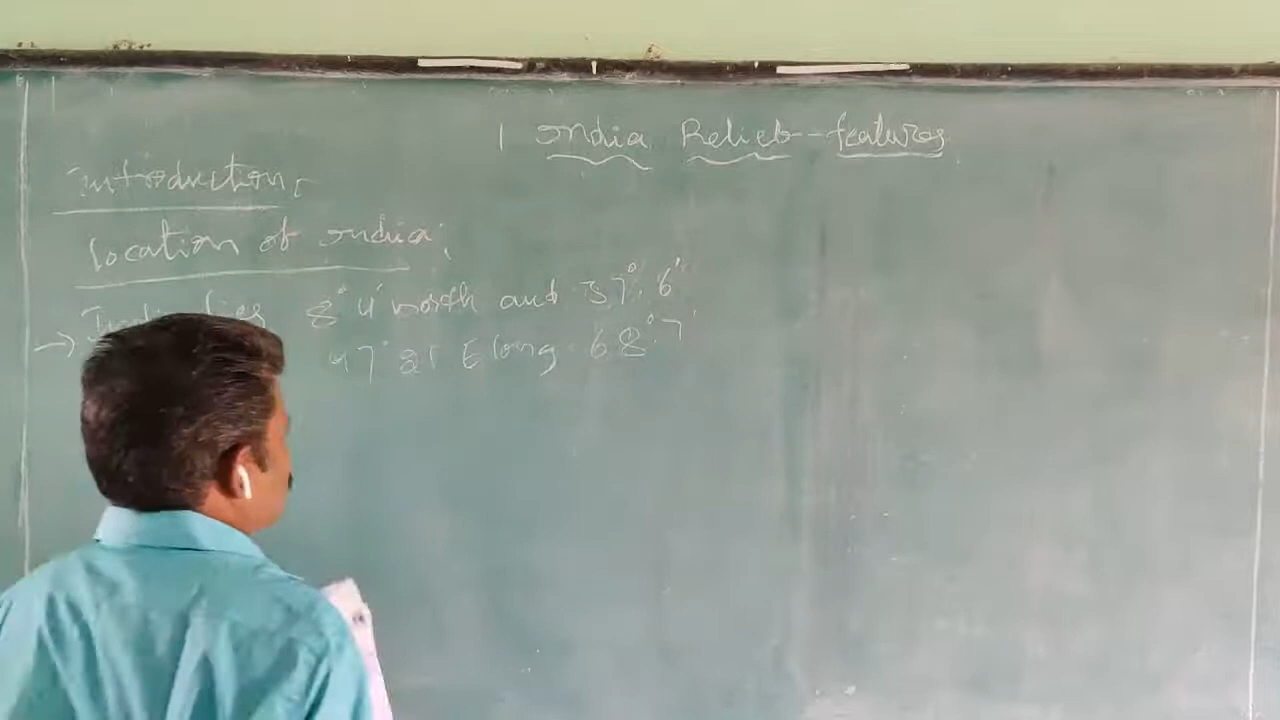 1 India Relief--features
Introduction:
Location of India:
India lies 8° 4' North and 37° 6'
→ 97° 25' E long. 68° 7'